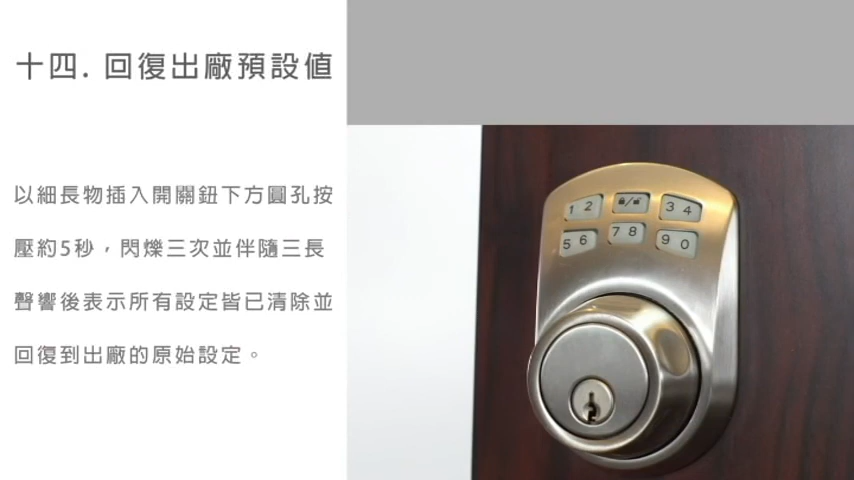 十四. 回復出廠預設值
以細長物插入開關鈕下方圓孔按
壓約5秒，閃爍三次並伴隨三長
聲響後表示所有設定皆已清除並
回復到出廠的原始設定。
1 2
/
3 4
5 6
7 8
9 0